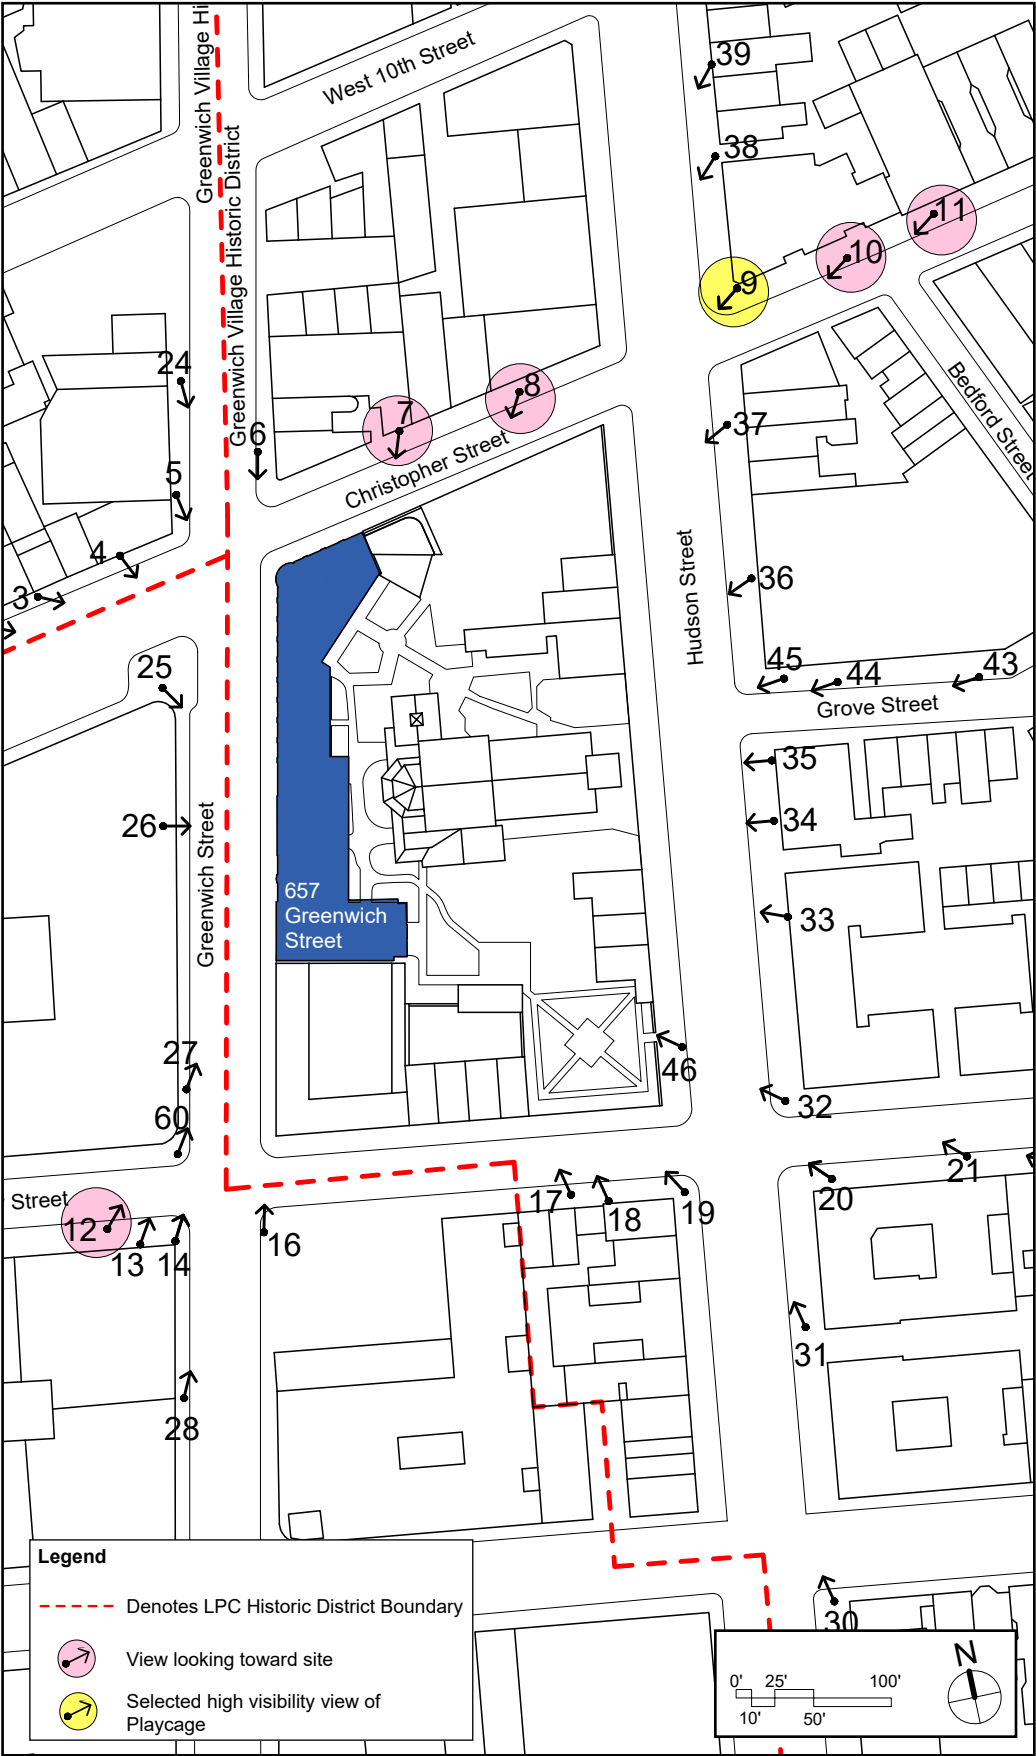 Greenwich Village Hi
Greenwich Village Historic District
West 10th Street
39
38
11
10
9
24
6
7
8
5
4
3
Christopher Street
37
Bedford Street
Hudson Street
36
25
45
44
43
Grove Street
35
26
34
Greenwich Street
657
Greenwich
Street
33
27
46
60
32
21
20
Street
12
13
14
16
17
18
19
31
28
30
Legend
Denotes LPC Historic District Boundary
View looking toward site
Selected high visibility view of
Playcage
N
0' 25' 100'
10' 50'